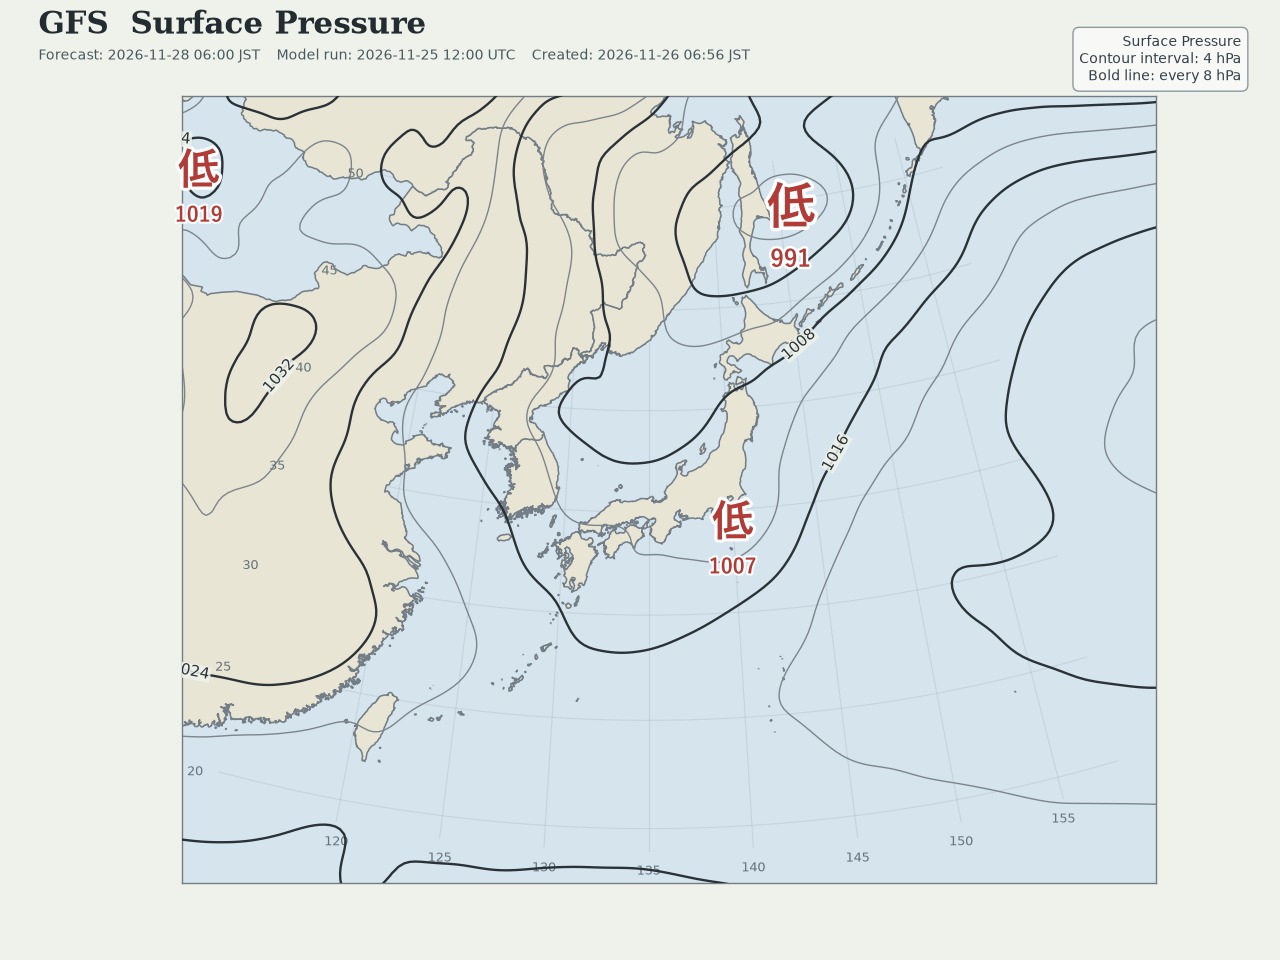 GFS Surface Pressure
Forecast: 2026-11-28 06:00 JST Model run: 2026-11-25 12:00 UTC Created: 2026-11-26 06:56 JST
Surface Pressure
Contour interval: 4 hPa
Bold line: every 8 hPa
4
低
1019
50
低
991
45
1032
40
1008
1016
35
低
1007
30
024
25
20
155
120
125
130
135
140
145
150